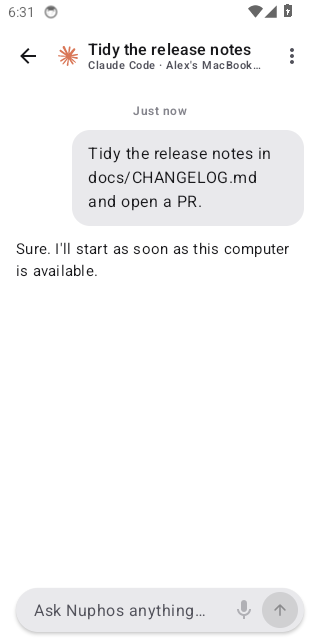 6:31
Tidy the release notes
Claude Code · Alex's MacBook...
Just now
Tidy the release notes in
docs/CHANGELOG.md
and open a PR.
Sure. I'll start as soon as this computer
is available.
Ask Nuphos anything...